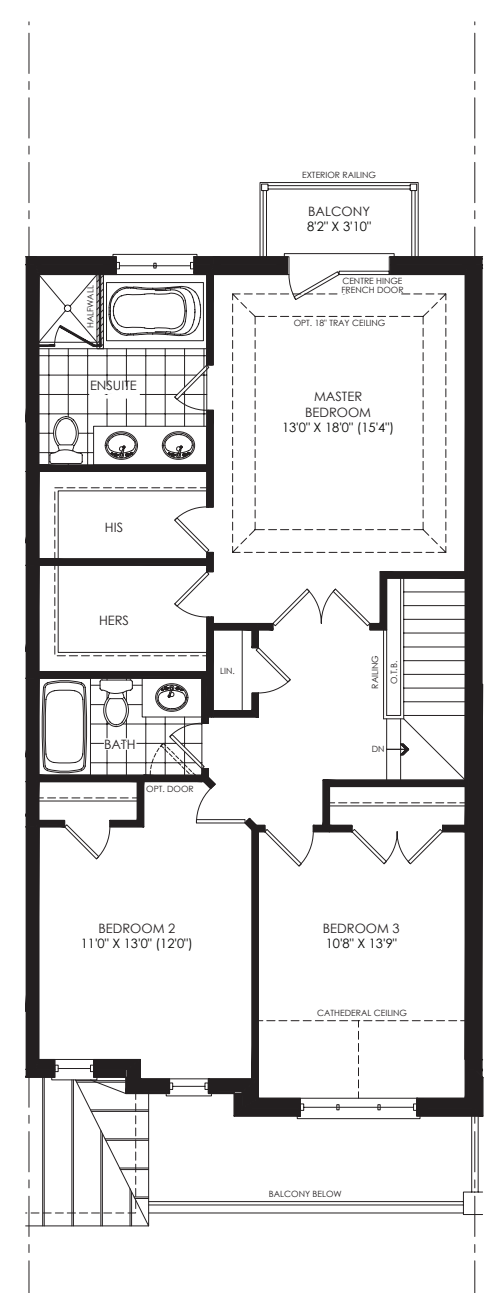 EXTERIOR RAILING
BALCONY
8'2" X 3'10"
CENTRE HINGE
FRENCH DOOR
HALFWALL
OPT. 18" TRAY CEILING
ENSUITE
MASTER
BEDROOM
13'0" X 18'0" (15'4")
HIS
HERS
LIN.
RAILING
O.T.B.
BATH
DN
OPT. DOOR
BEDROOM 2
11'0" X 13'0" (12'0")
BEDROOM 3
10'8" X 13'9"
CATHEDERAL CEILING
BALCONY BELOW